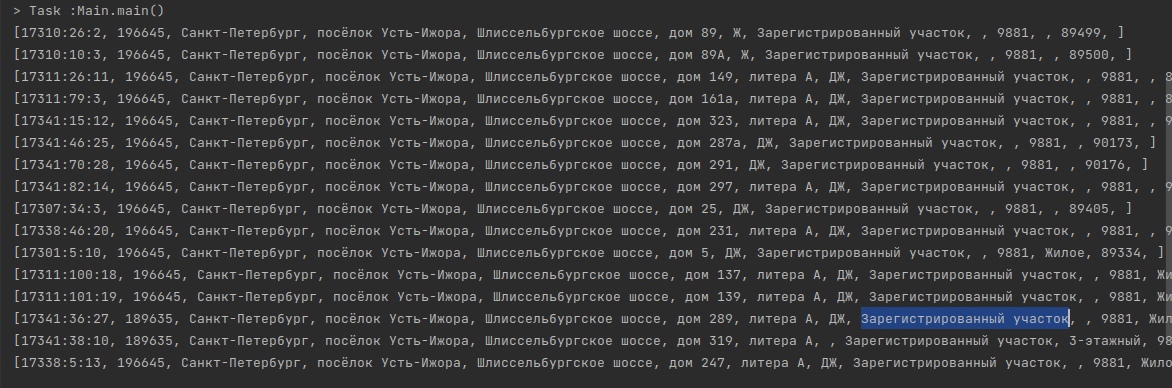 > Task :Main.main()
[17310:26:2, 196645, Санкт-Петербург, посёлок Усть-Ижора, Шлиссельбургское шоссе, дом 89, Ж, Зарегистрированный участок, , 9881, , 89499, ]
[17310:10:3, 196645, Санкт-Петербург, посёлок Усть-Ижора, Шлиссельбургское шоссе, дом 89А, Ж, Зарегистрированный участок, , 9881, , 89500, ]
[17311:26:11, 196645, Санкт-Петербург, посёлок Усть-Ижора, Шлиссельбургское шоссе, дом 149, литера А, ДЖ, Зарегистрированный участок, , 9881, , 8
[17311:79:3, 196645, Санкт-Петербург, посёлок Усть-Ижора, Шлиссельбургское шоссе, дом 161а, литера А, ДЖ, Зарегистрированный участок, , 9881, , 8
[17341:15:12, 196645, Санкт-Петербург, посёлок Усть-Ижора, Шлиссельбургское шоссе, дом 323, литера А, ДЖ, Зарегистрированный участок, , 9881, , 9
[17341:46:25, 196645, Санкт-Петербург, посёлок Усть-Ижора, Шлиссельбургское шоссе, дом 287а, ДЖ, Зарегистрированный участок, , 9881, , 90173, ]
[17341:70:28, 196645, Санкт-Петербург, посёлок Усть-Ижора, Шлиссельбургское шоссе, дом 291, ДЖ, Зарегистрированный участок, , 9881, , 90176, ]
[17341:82:14, 196645, Санкт-Петербург, посёлок Усть-Ижора, Шлиссельбургское шоссе, дом 297, литера А, ДЖ, Зарегистрированный участок, , 9881, , 9
[17307:34:3, 196645, Санкт-Петербург, посёлок Усть-Ижора, Шлиссельбургское шоссе, дом 25, ДЖ, Зарегистрированный участок, , 9881, , 89405, ]
[17338:46:20, 196645, Санкт-Петербург, посёлок Усть-Ижора, Шлиссельбургское шоссе, дом 231, литера А, ДЖ, Зарегистрированный участок, , 9881, , 9
[17301:5:10, 196645, Санкт-Петербург, посёлок Усть-Ижора, Шлиссельбургское шоссе, дом 5, ДЖ, Зарегистрированный участок, , 9881, Жилое, 89334, ]
[17311:100:18, 196645, Санкт-Петербург, посёлок Усть-Ижора, Шлиссельбургское шоссе, дом 137, литера А, ДЖ, Зарегистрированный участок, , 9881, Жи
[17311:101:19, 196645, Санкт-Петербург, посёлок Усть-Ижора, Шлиссельбургское шоссе, дом 139, литера А, ДЖ, Зарегистрированный участок, , 9881, Жи
[17341:36:27, 189635, Санкт-Петербург, посёлок Усть-Ижора, Шлиссельбургское шоссе, дом 289, литера А, ДЖ, Зарегистрированный участок, , 9881, Жил
[17341:38:10, 189635, Санкт-Петербург, посёлок Усть-Ижора, Шлиссельбургское шоссе, дом 319, литера А, , Зарегистрированный участок, 3-этажный, 98
[17338:5:13, 196645, Санкт-Петербург, посёлок Усть-Ижора, Шлиссельбургское шоссе, дом 247, литера А, ДЖ, Зарегистрированный участок, , 9881, Жило